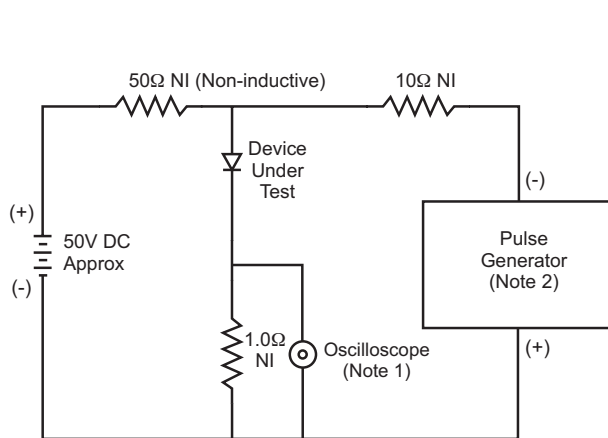 50Ω NI (Non-inductive)
10Ω NI
Device
Under
Test
(-)
(+)
50V DC
Approx
(-)
Pulse
Generator
(Note 2)
1.0Ω
NI
Oscilloscope
(Note 1)
(+)